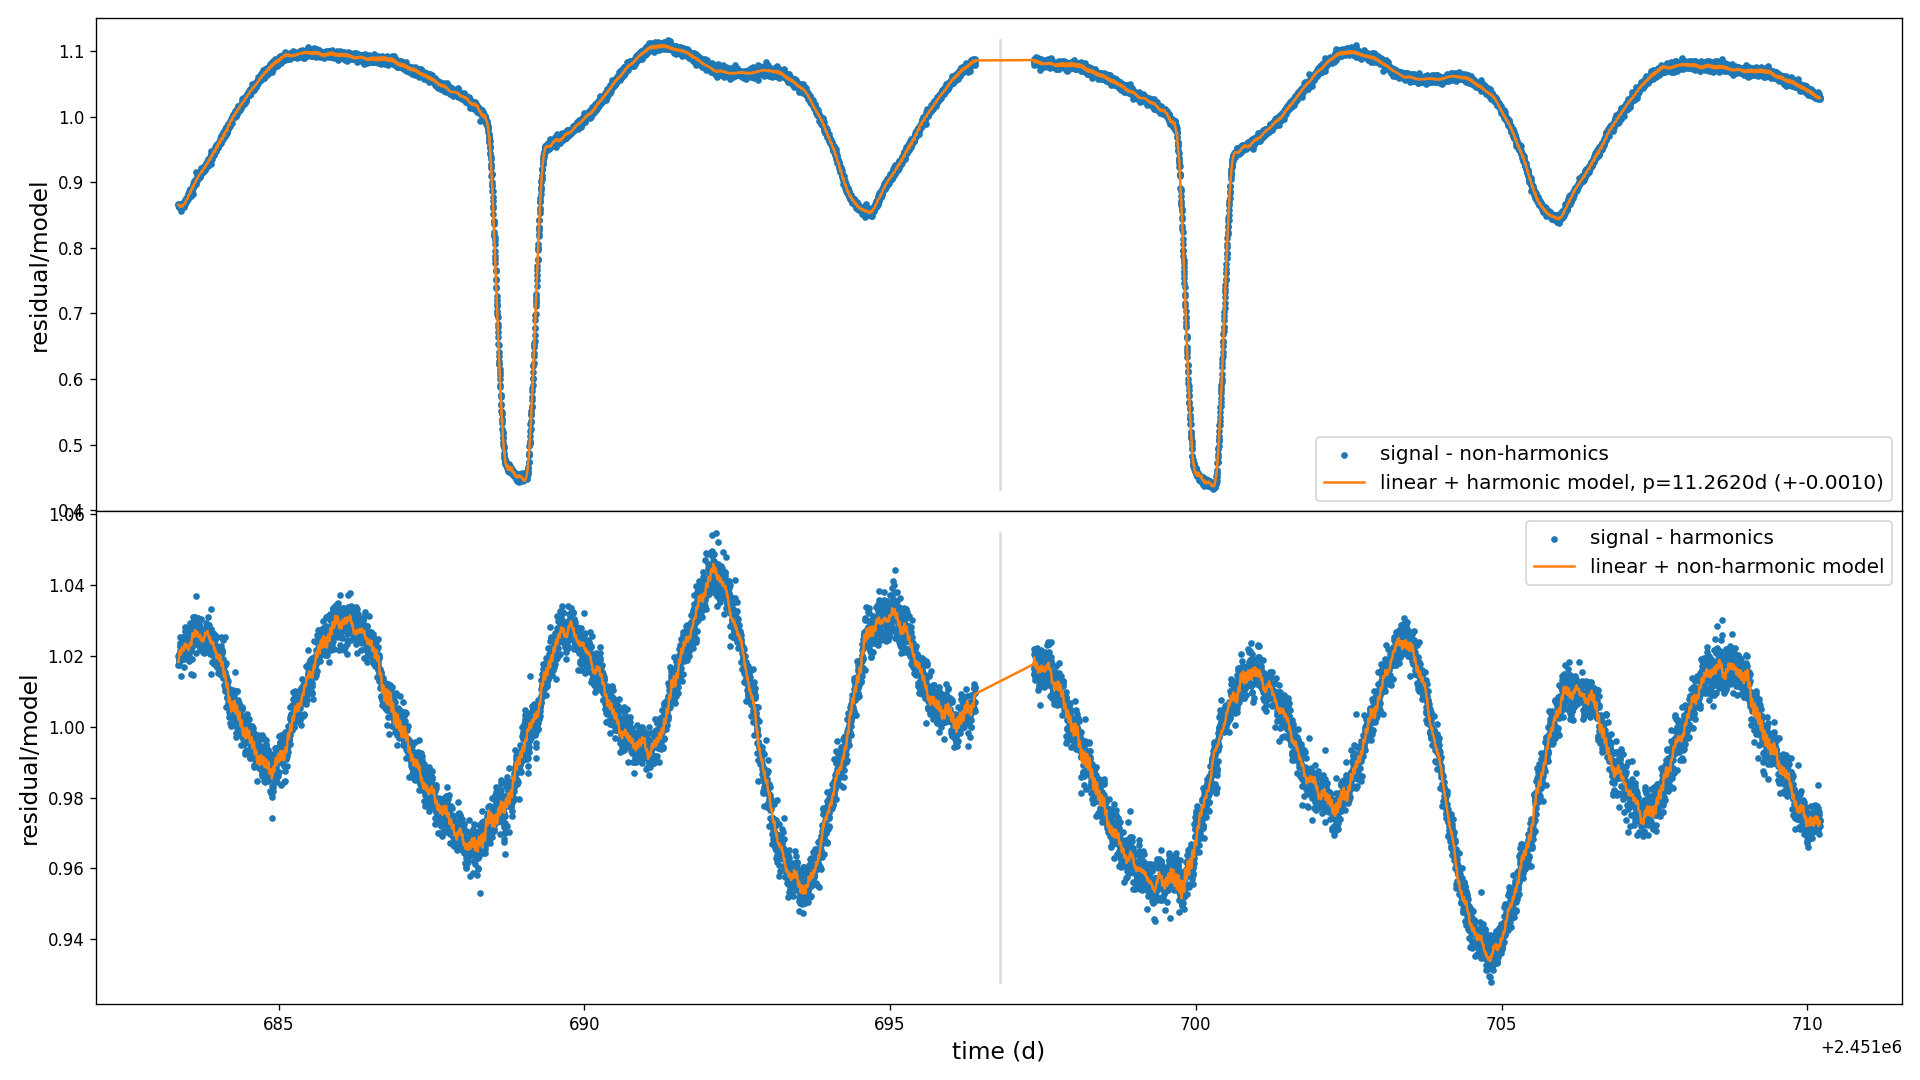 1.1
1.0
0.9
0.8
0.7
0.6
0.5
0.4
residual/model
signal - non-harmonics
linear + harmonic model, p=11.2620d (+-0.0010)
1.06
1.04
1.02
1.00
0.98
0.96
0.94
residual/model
signal - harmonics
linear + non-harmonic model
685
690
695
700
705
710
time (d)
+2.451e6